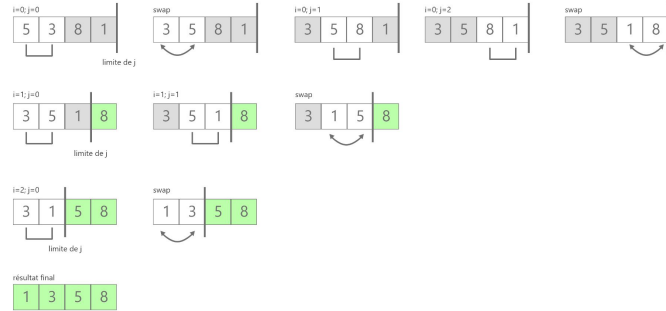 i=0; j=0 swap i=0; j=1 i=0; j=2 swap
5 3 8 1 3 5 8 1 3 5 8 1 3 5 8 1 3 5 1 8
limite de j
i=1; j=0 i=1; j=1 swap
3 5 1 8 3 5 1 8 3 1 5 8
limite de j
i=2; j=0 swap
3 1 5 8 1 3 5 8
limite de j
résultat final
1 3 5 8